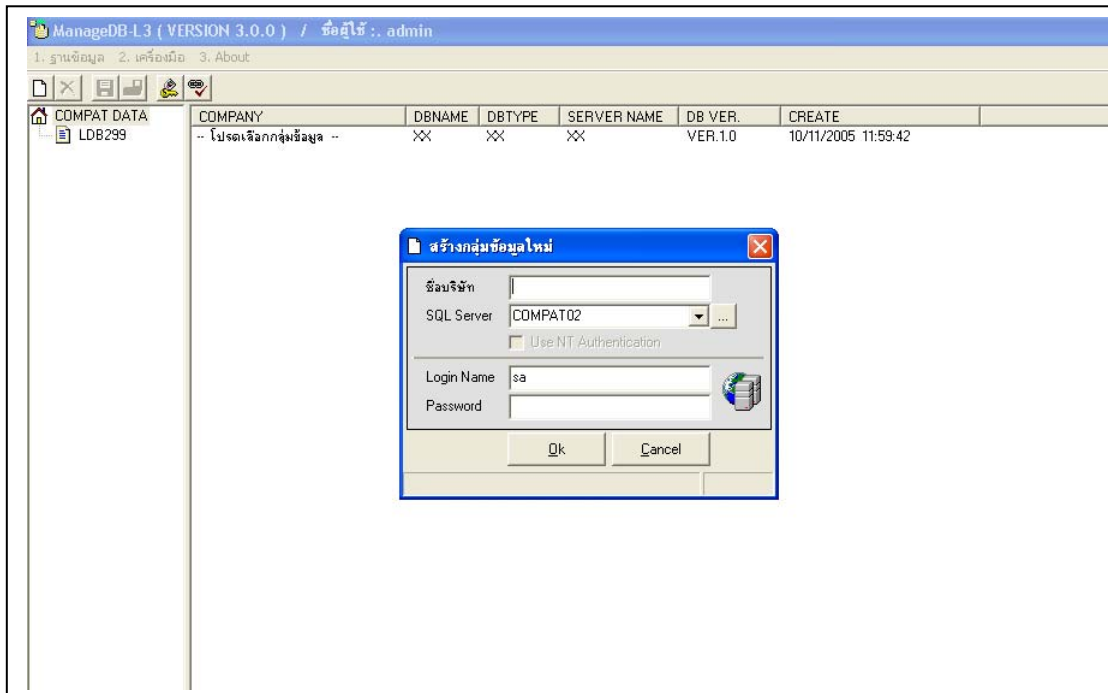 ManageDB-L3 ( VERSION 3.0.0 ) / ชื่อผู้ใช้ :. admin
1. ฐานข้อมูล 2. เครื่องมือ 3. About
COMPAT DATA
LDB299
COMPANY DBNAME DBTYPE SERVER NAME DB VER. CREATE
-- โปรดเลือกกลุ่มข้อมูล -- XX XX XX VER.1.0 10/11/2005 11:59:42
สร้างกลุ่มข้อมูลใหม่
ชื่อบริษัท
SQL Server COMPAT02 ...
Use NT Authentication
Login Name sa
Password
Ok Cancel